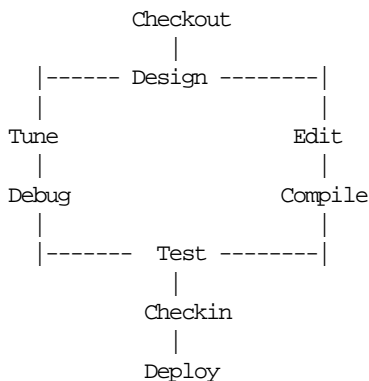 Checkout
Design
Tune Edit
Debug Compile
Test
Checkin
Deploy